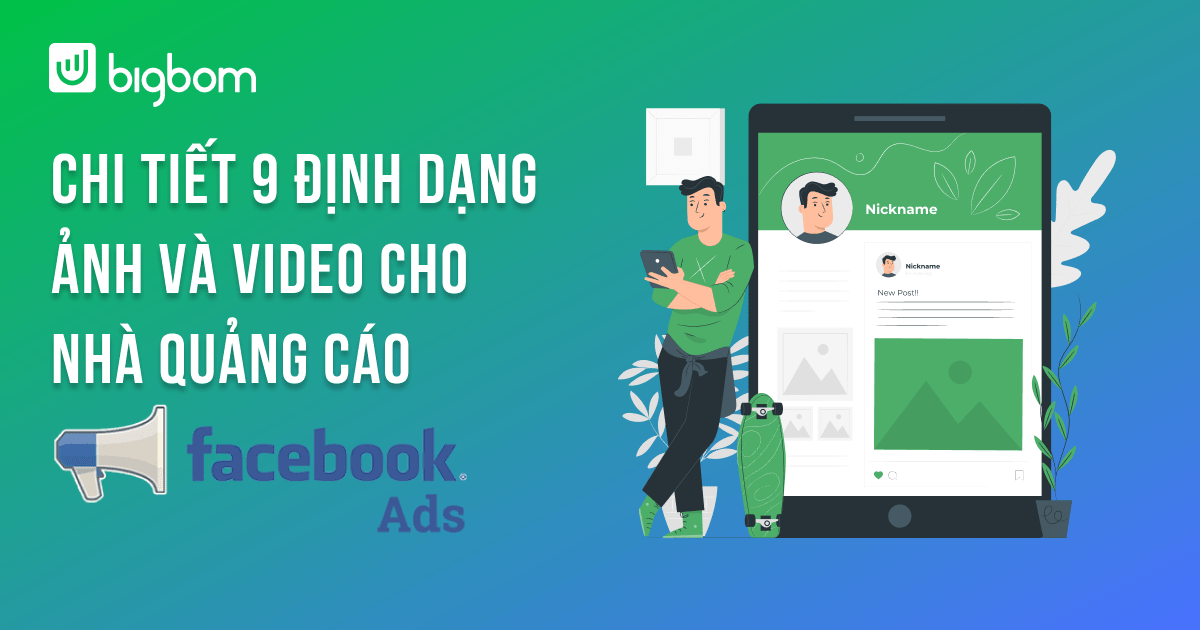 bigbom
CHI TIẾT 9 ĐỊNH DẠNG
ẢNH VÀ VIDEO CHO
NHÀ QUẢNG CÁO
facebook®
Ads
Nickname
Nickname
New Post!!